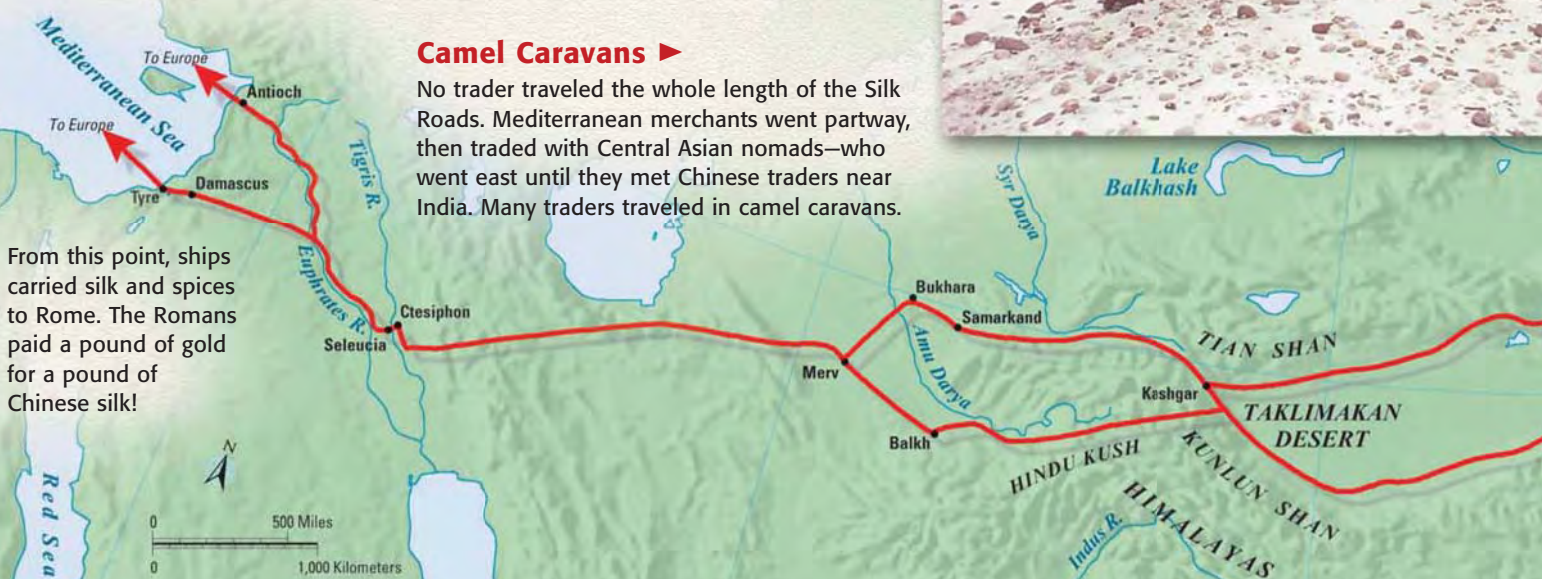 Camel Caravans ►
No trader traveled the whole length of the Silk
Roads. Mediterranean merchants went partway,
then traded with Central Asian nomads—who
went east until they met Chinese traders near
India. Many traders traveled in camel caravans.
Mediterranean Sea
To Europe
Antioch
To Europe
Tyre
Damascus
Tigris R.
From this point, ships
carried silk and spices
to Rome. The Romans
paid a pound of gold
for a pound of
Chinese silk!
Euphrates R.
Ctesiphon
Seleucia
Syr Darya
Lake
Balkhash
Bukhara
Samarkand
Merv
Amu Darya
Balkh
TIAN SHAN
Kashgar
TAKLIMAKAN
DESERT
HINDU KUSH
KUNLUN SHAN
HIMALAYAS
Indus R.
Red Sea
N
0
500 Miles
0
1,000 Kilometers